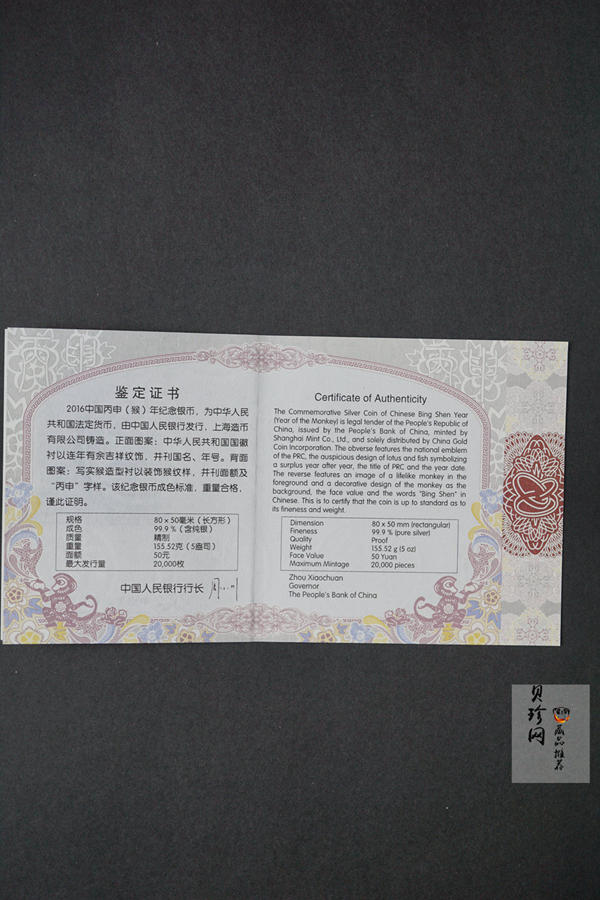 鉴定证书
2016中国丙申（猴）年纪念银币，为中华人民
共和国法定货币，由中国人民银行发行，上海造币
有限公司铸造。正面图案：中华人民共和国国徽
衬以连年有余吉祥纹饰，并刊国名、年号。背面
图案：写实猴造型衬以装饰猴纹样，并刊面额及
“丙申”字样。该纪念银币成色标准，重量合格，
谨此证明。
规格 80 x 50毫米（长方形）
成色 99.9 %（含纯银）
质量 精制
重量 155.52克（5盎司）
面额 50元
最大发行量 20,000枚
中国人民银行行长
Certificate of Authenticity
The Commemorative Silver Coin of Chinese Bing Shen Year
(Year of the Monkey) is legal tender of the People's Republic of
China, issued by the People's Bank of China, minted by
Shanghai Mint Co., Ltd., and solely distributed by China Gold
Coin Incorporation. The obverse features the national emblem
of the PRC, the auspicious design of lotus and fish symbolizing
a surplus year after year, the title of PRC and the year date.
The reverse features an image of a lifelike monkey in the
foreground and a decorative design of the monkey as the
background, the face value and the words "Bing Shen" in
Chinese. This is to certify that the coin is up to standard as to
its fineness and weight.
Dimension 80 x 50 mm (rectangular)
Fineness 99.9 % (pure silver)
Quality Proof
Weight 155.52 g (5 oz)
Face Value 50 Yuan
Maximum Mintage 20,000 pieces
Zhou Xiaochuan
Governor
The People's Bank of China
贝珍网
藏品推荐